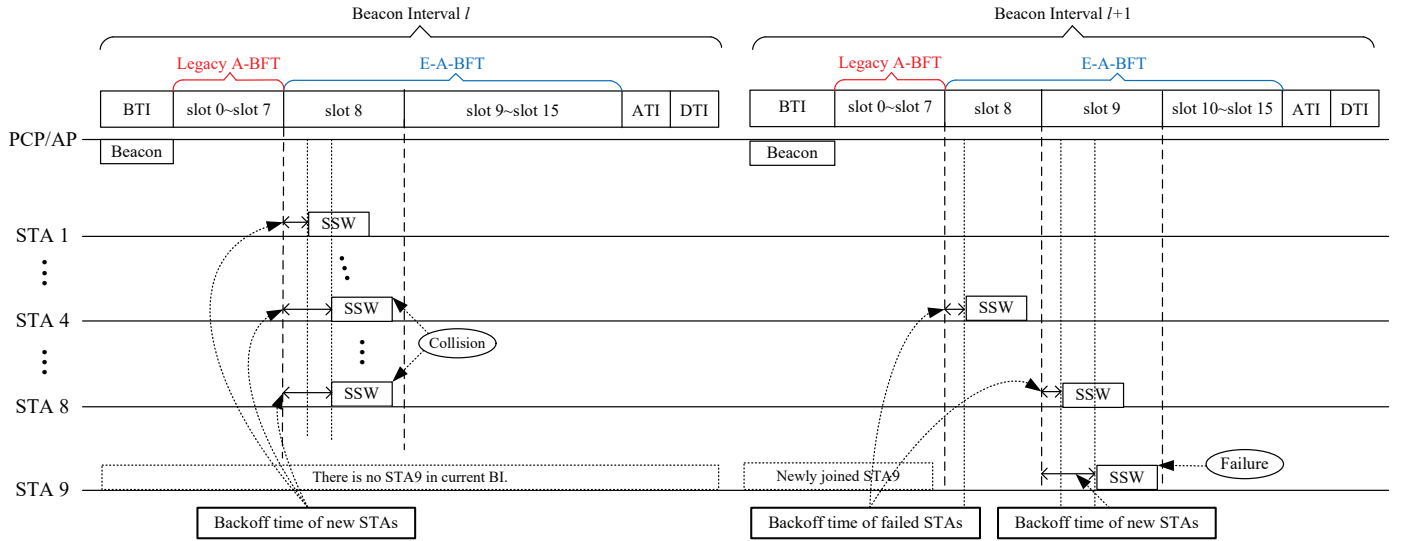 Beacon Interval l
Beacon Interval l+1
Legacy A-BFT
E-A-BFT
Legacy A-BFT
E-A-BFT
BTI
slot 0~slot 7
slot 8
slot 9~slot 15
ATI
DTI
BTI
slot 0~slot 7
slot 8
slot 9
slot 10~slot 15
ATI
DTI
PCP/AP
Beacon
Beacon
STA 1
SSW
STA 4
SSW
SSW
Collision
STA 8
SSW
SSW
STA 9
There is no STA9 in current BI.
Newly joined STA9
SSW
Failure
Backoff time of new STAs
Backoff time of failed STAs
Backoff time of new STAs